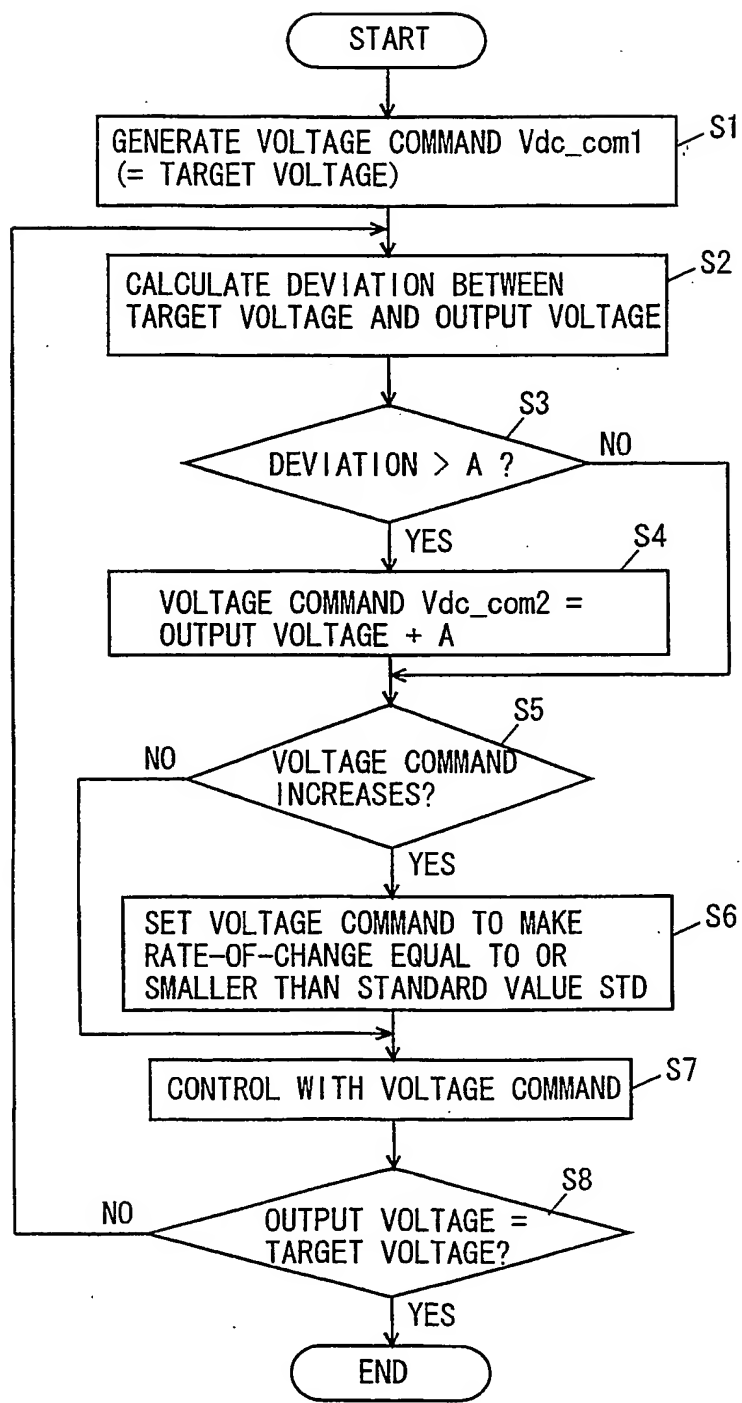 START
GENERATE VOLTAGE COMMAND Vdc_com1
(= TARGET VOLTAGE)
S1
CALCULATE DEVIATION BETWEEN
TARGET VOLTAGE AND OUTPUT VOLTAGE
S2
S3
DEVIATION > A ?
NO
YES
S4
VOLTAGE COMMAND Vdc_com2 =
OUTPUT VOLTAGE + A
S5
NO
VOLTAGE COMMAND
INCREASES?
YES
SET VOLTAGE COMMAND TO MAKE
RATE-OF-CHANGE EQUAL TO OR
SMALLER THAN STANDARD VALUE STD
S6
CONTROL WITH VOLTAGE COMMAND
S7
S8
NO
OUTPUT VOLTAGE =
TARGET VOLTAGE?
YES
END